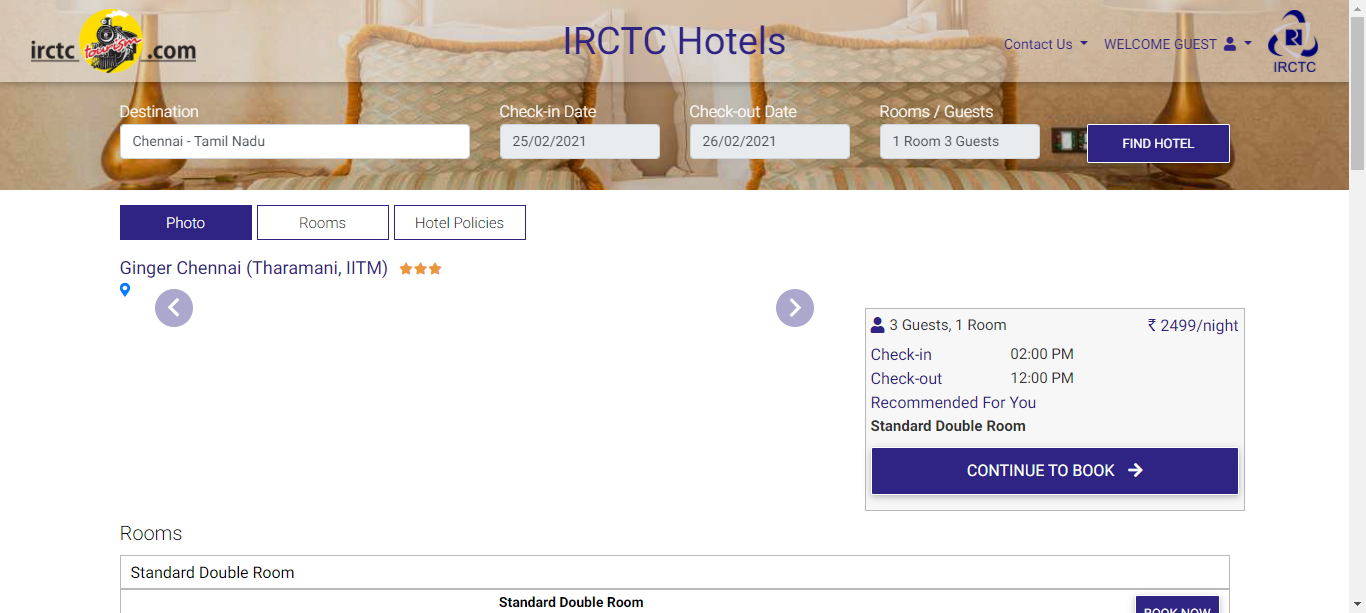 irctc tourism .com
IRCTC Hotels
Contact Us
WELCOME GUEST
IRCTC
Destination
Check-in Date
Check-out Date
Rooms / Guests
Chennai - Tamil Nadu
25/02/2021
26/02/2021
1 Room 3 Guests
FIND HOTEL
Photo
Rooms
Hotel Policies
Ginger Chennai (Tharamani, IITM)
3 Guests, 1 Room
₹ 2499/night
Check-in 02:00 PM
Check-out 12:00 PM
Recommended For You
Standard Double Room
CONTINUE TO BOOK
Rooms
Standard Double Room
Standard Double Room
BOOK NOW